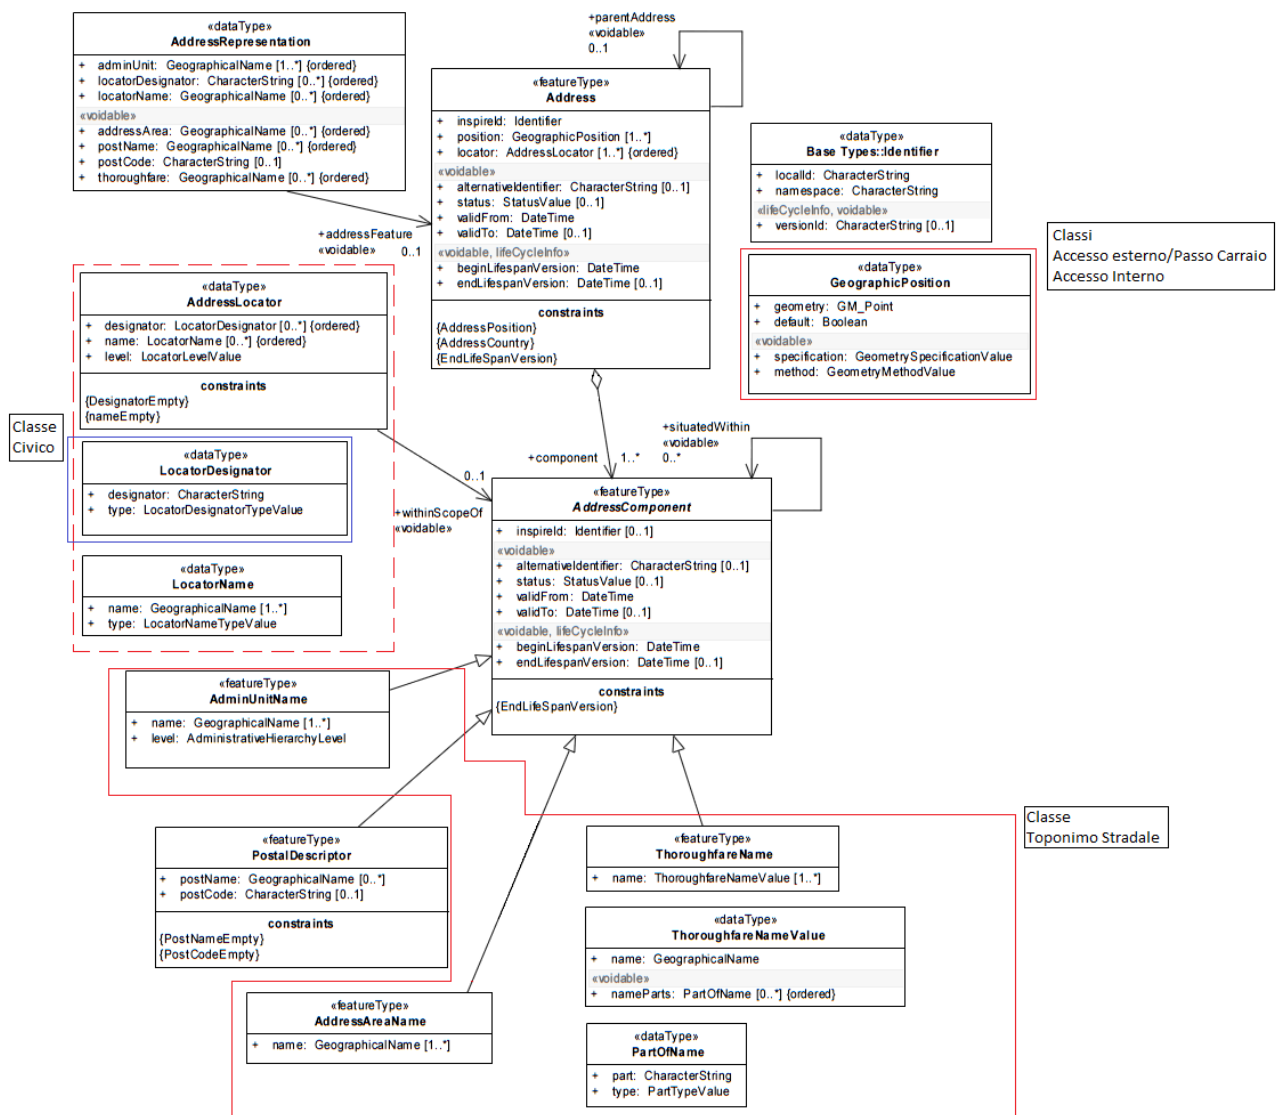 «dataType»
AddressRepresentation
+ adminUnit: GeographicalName [1..*] {ordered}
+ locatorDesignator: CharacterString [0..*] {ordered}
+ locatorName: GeographicalName [0..*] {ordered}
«voidable»
+ addressArea: GeographicalName [0..*] {ordered}
+ postName: GeographicalName [0..*] {ordered}
+ postCode: CharacterString [0..1]
+ thoroughfare: GeographicalName [0..*] {ordered}
+parentAddress
«voidable»
0..1
«featureType»
Address
+ inspireId: Identifier
+ position: GeographicPosition [1..*]
+ locator: AddressLocator [1..*] {ordered}
«voidable»
+ alternativeIdentifier: CharacterString [0..1]
+ status: StatusValue [0..1]
+ validFrom: DateTime
+ validTo: DateTime [0..1]
«voidable, lifeCycleInfo»
+ beginLifespanVersion: DateTime
+ endLifespanVersion: DateTime [0..1]
constraints
{AddressPosition}
{AddressCountry}
{EndLifeSpanVersion}
«dataType»
Base Types::Identifier
+ localId: CharacterString
+ namespace: CharacterString
«lifeCycleInfo, voidable»
+ versionId: CharacterString [0..1]
+addressFeature
«voidable» 0..1
Classi
Accesso esterno/Passo Carraio
Accesso Interno
«dataType»
GeographicPosition
+ geometry: GM_Point
+ default: Boolean
«voidable»
+ specification: GeometrySpecificationValue
+ method: GeometryMethodValue
«dataType»
AddressLocator
+ designator: LocatorDesignator [0..*] {ordered}
+ name: LocatorName [0..*] {ordered}
+ level: LocatorLevelValue
constraints
{DesignatorEmpty}
{nameEmpty}
Classe
Civico
«dataType»
LocatorDesignator
+ designator: CharacterString
+ type: LocatorDesignatorTypeValue
«dataType»
LocatorName
+ name: GeographicalName [1..*]
+ type: LocatorNameTypeValue
+situatedWithin
«voidable»
0..*
+component 1..*
0..1
+withinScopeOf
«voidable»
«featureType»
AddressComponent
+ inspireId: Identifier [0..1]
«voidable»
+ alternativeIdentifier: CharacterString [0..1]
+ status: StatusValue [0..1]
+ validFrom: DateTime
+ validTo: DateTime [0..1]
«voidable, lifeCycleInfo»
+ beginLifespanVersion: DateTime
+ endLifespanVersion: DateTime [0..1]
constraints
{EndLifeSpanVersion}
«featureType»
AdminUnitName
+ name: GeographicalName [1..*]
+ level: AdministrativeHierarchyLevel
Classe
Toponimo Stradale
«featureType»
PostalDescriptor
+ postName: GeographicalName [0..*]
+ postCode: CharacterString [0..1]
constraints
{PostNameEmpty}
{PostCodeEmpty}
«featureType»
ThoroughfareName
+ name: ThoroughfareNameValue [1..*]
«dataType»
ThoroughfareNameValue
+ name: GeographicalName
«voidable»
+ nameParts: PartOfName [0..*] {ordered}
«featureType»
AddressAreaName
+ name: GeographicalName [1..*]
«dataType»
PartOfName
+ part: CharacterString
+ type: PartTypeValue